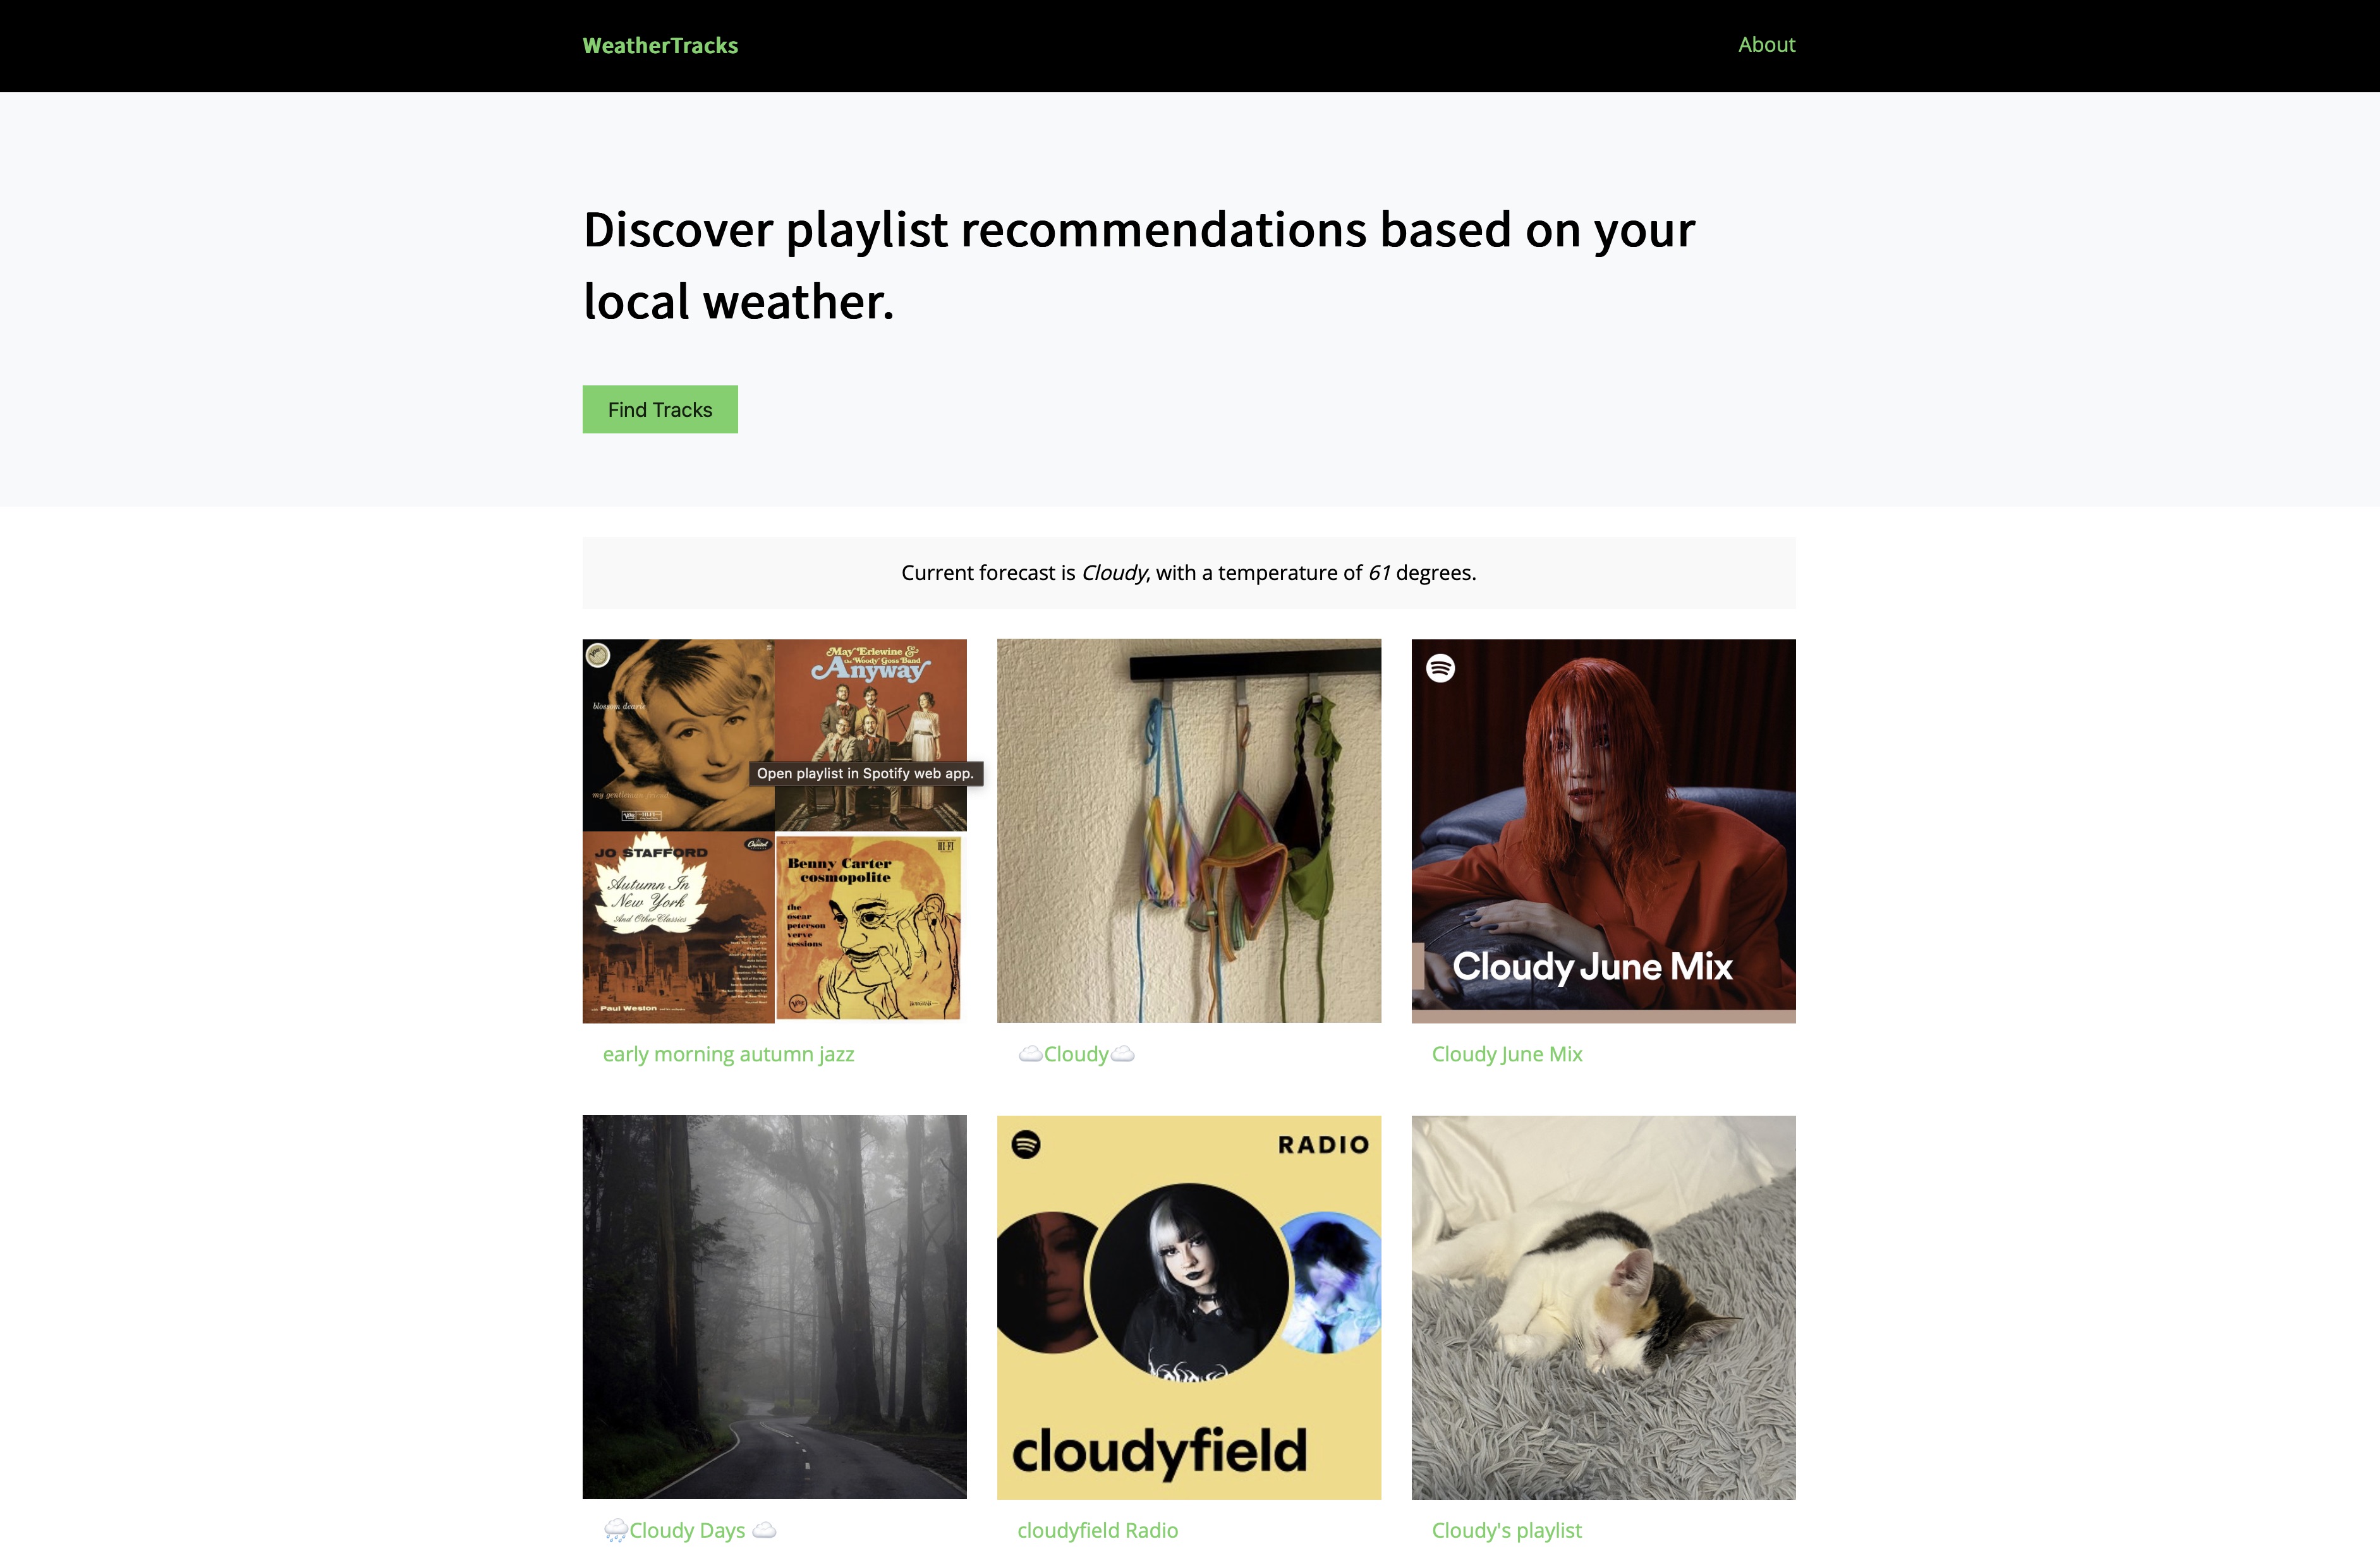 WeatherTracks
About
Discover playlist recommendations based on your
local weather.
Find Tracks
Current forecast is Cloudy, with a temperature of 61 degrees.
blossom dearie
my gentleman friend
Verve HI-FI
May Erlewine &
the Woody Goss Band
Anyway
Open playlist in Spotify web app.
JO STAFFORD
Capitol
Autumn In
New York
And Other Classics
Paul Weston
HI-FI
Benny Carter
cosmopolite
the
oscar
peterson
verve
sessions
Cloudy June Mix
early morning autumn jazz
☁️Cloudy☁️
Cloudy June Mix
RADIO
cloudyfield
🌧️Cloudy Days ☁️
cloudyfield Radio
Cloudy's playlist